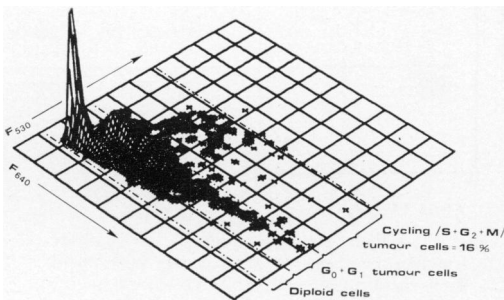 F530
F640
Cycling /S+G2+M/
tumour cells = 16 %
G0+G1 tumour cells
Diploid cells